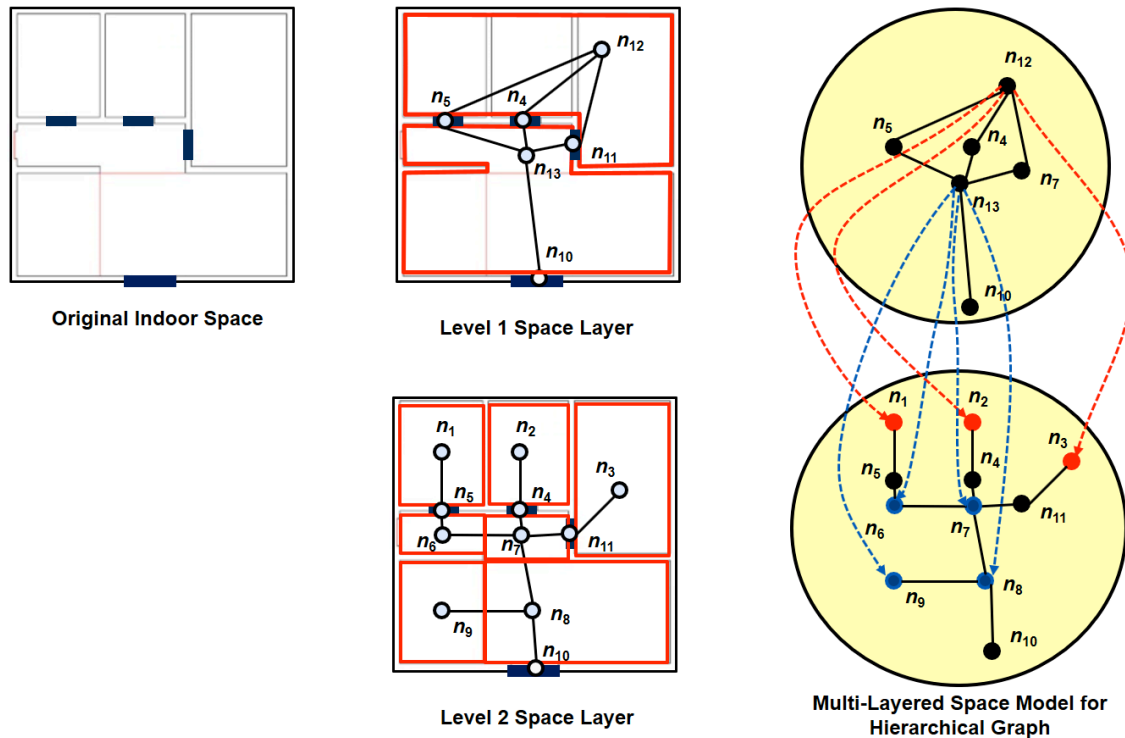 n12
n5
n4
n11
n13
n10
Original Indoor Space
Level 1 Space Layer
n1
n2
n3
n5
n4
n6
n7
n11
n8
n9
n10
Level 2 Space Layer
n12
n5
n4
n7
n13
n10
n1
n2
n3
n5
n4
n6
n7
n11
n9
n8
n10
Multi-Layered Space Model for
Hierarchical Graph